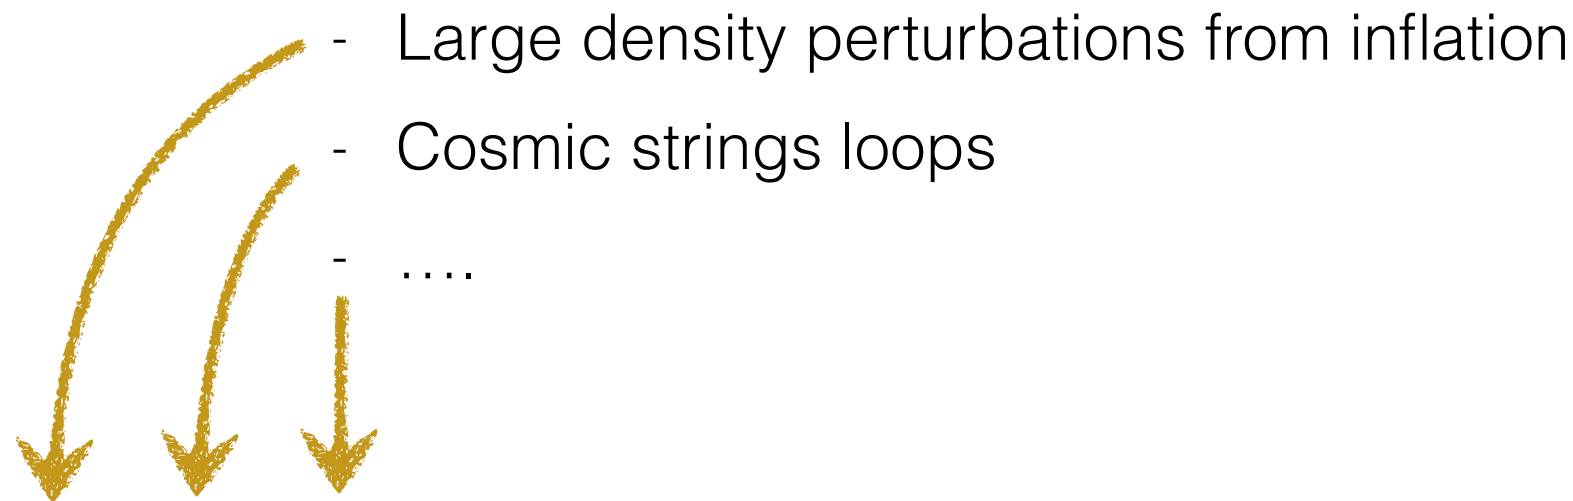 - Large density perturbations from inflation
- Cosmic strings loops
- ….